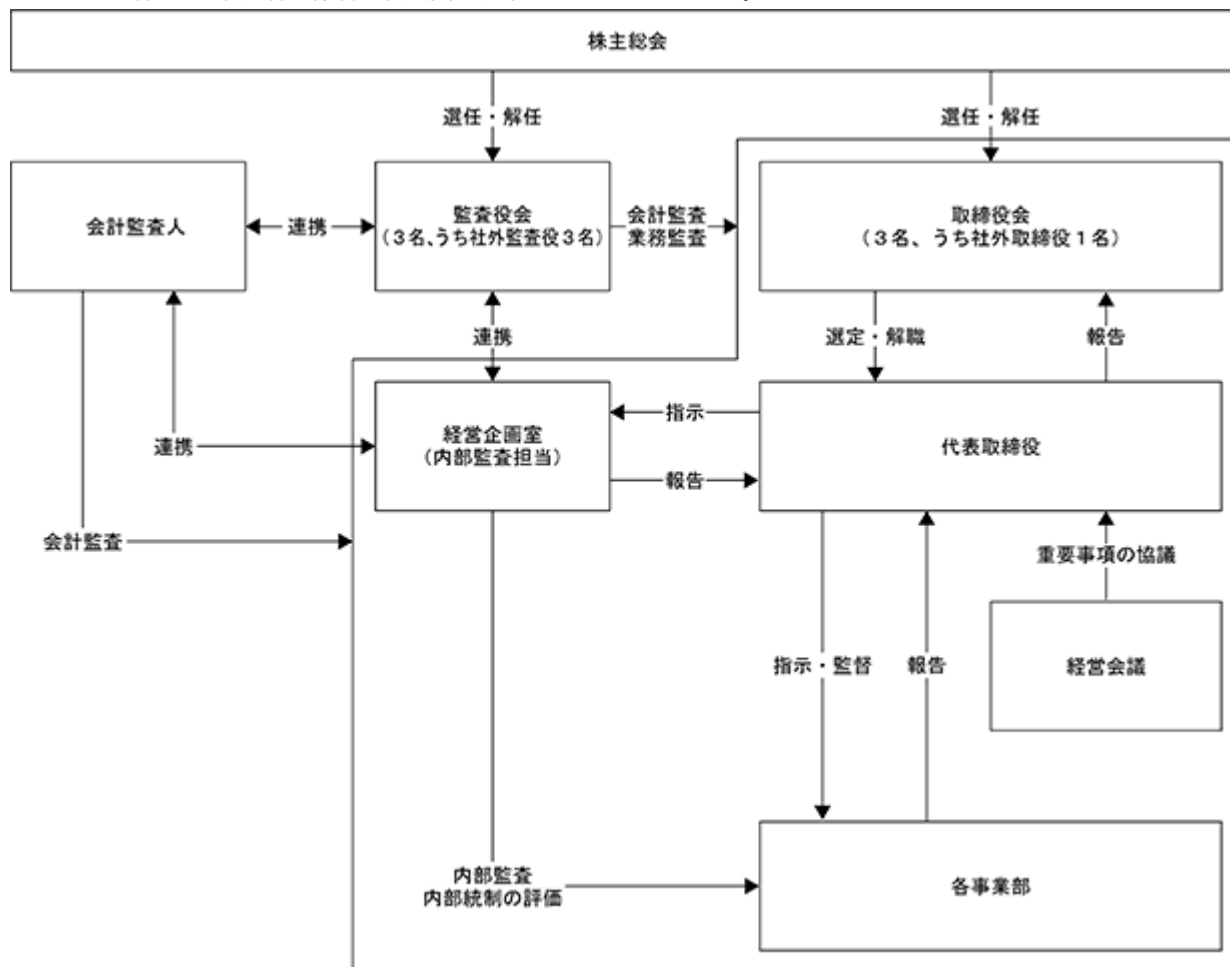 株主総会
選任・解任
選任・解任
会計監査人
連携
監査役会
(３名、うち社外監査役３名)
会計監査
業務監査
取締役会
(３名、うち社外取締役１名)
連携
選定・解職
報告
連携
経営企画室
(内部監査担当)
指示
報告
代表取締役
会計監査
重要事項の協議
指示・監督
報告
経営会議
内部監査
内部統制の評価
各事業部